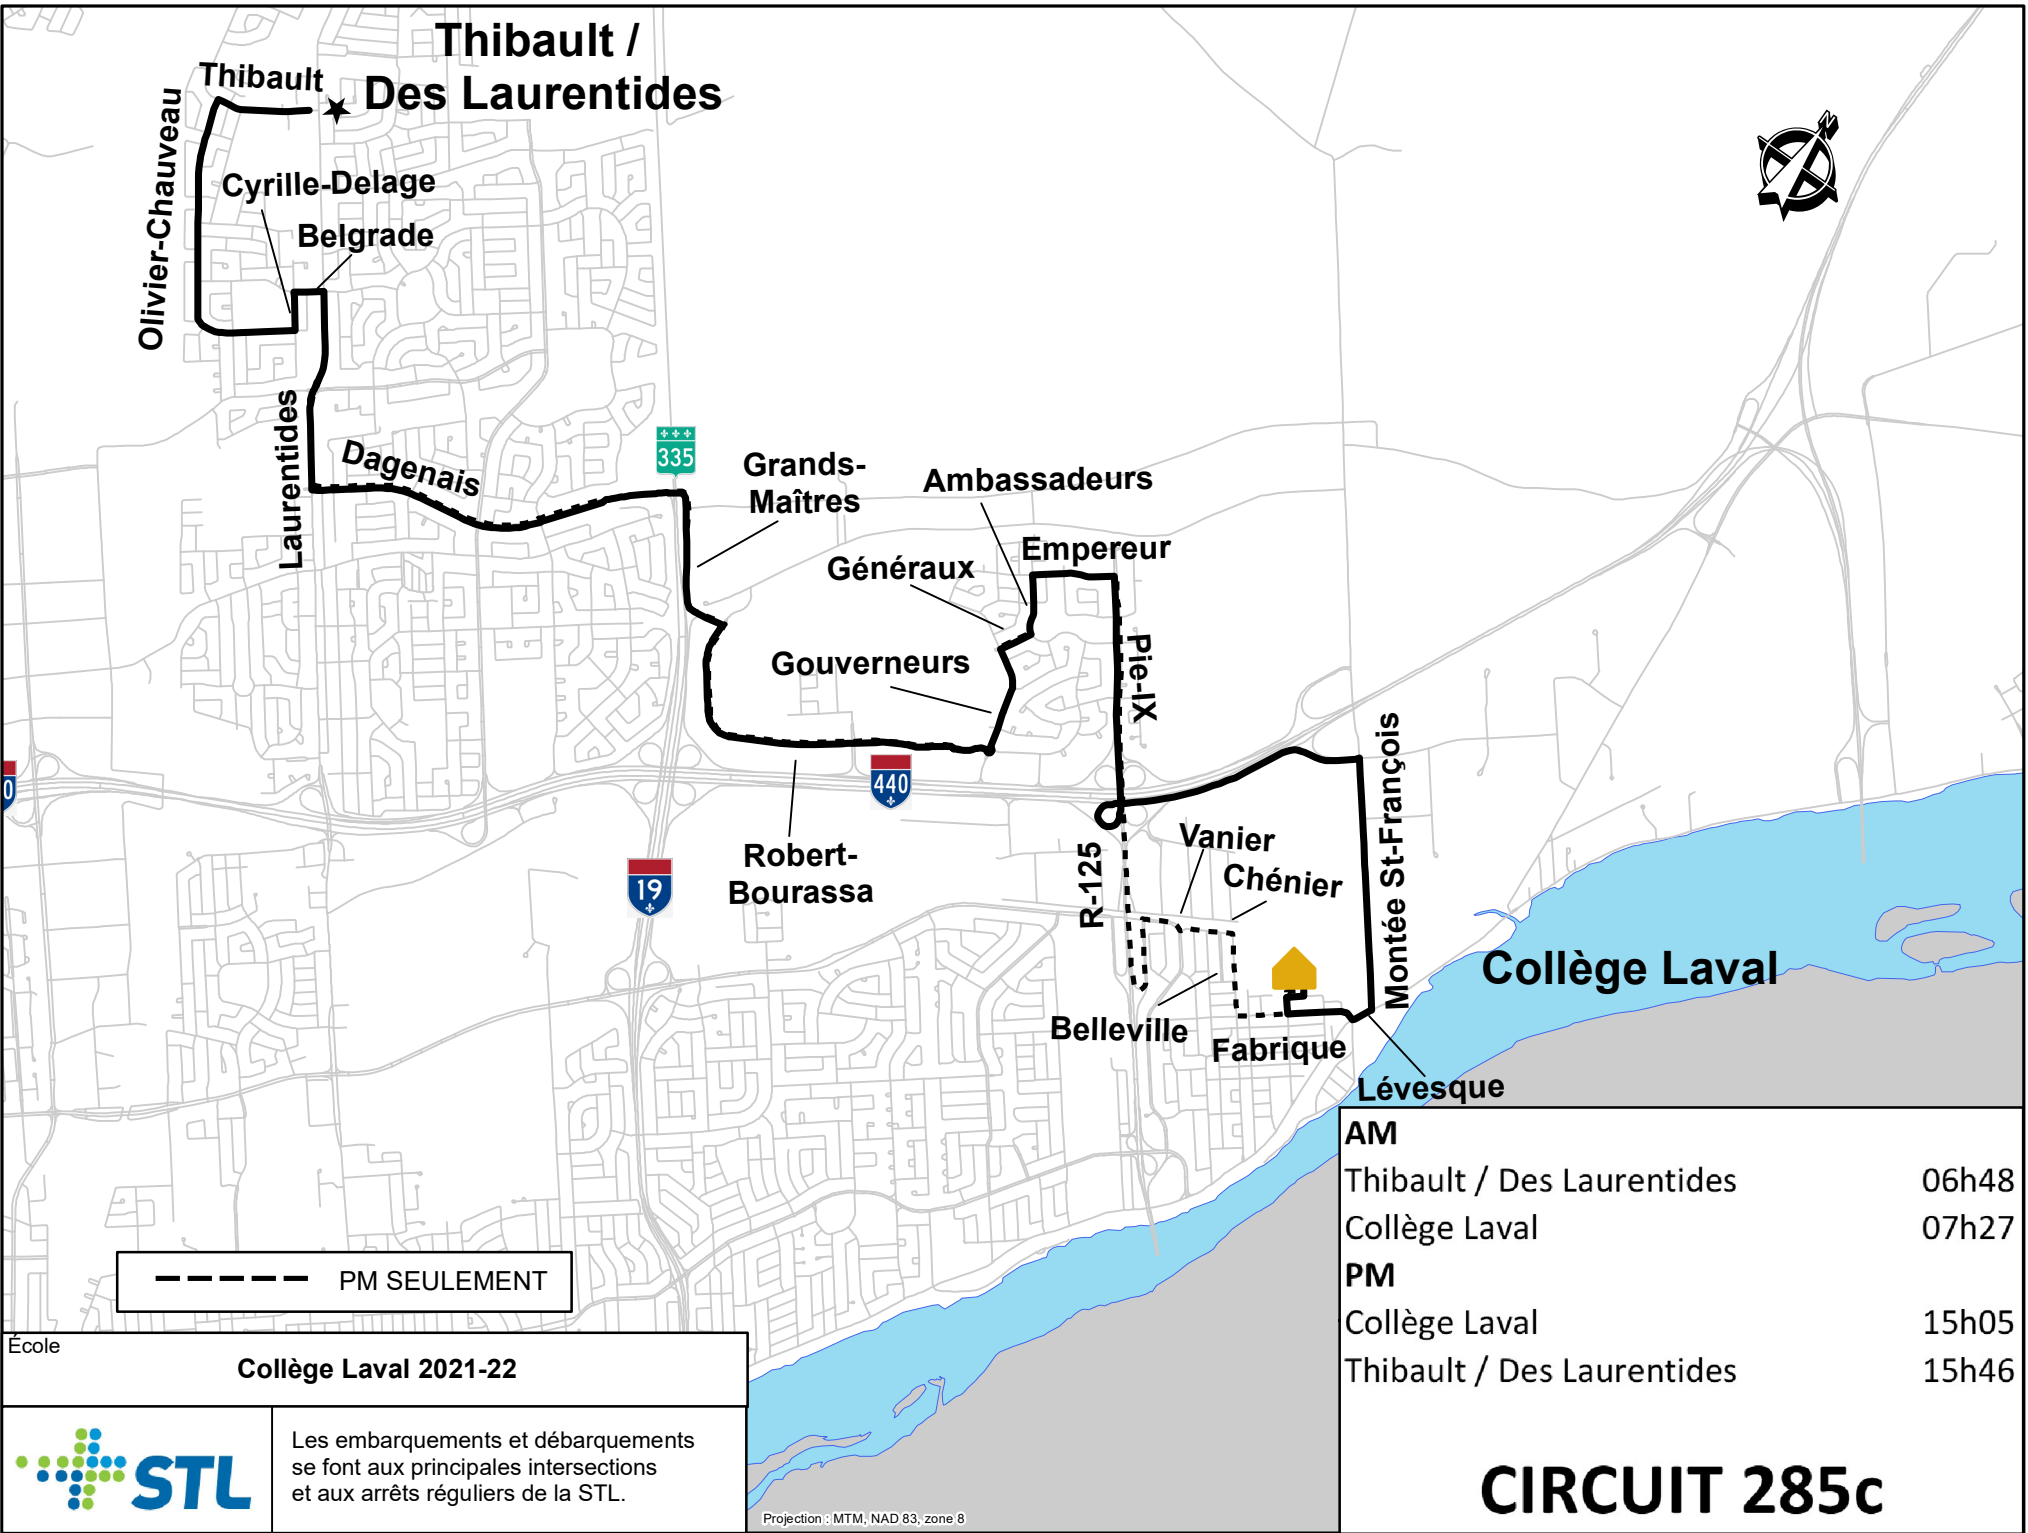 Thibault /
Des Laurentides
Thibault
Olivier-Chauveau
Cyrille-Delage
Belgrade
Laurentides
Dagenais
335
Grands-
Maîtres
Ambassadeurs
Empereur
Généraux
Gouverneurs
Pie-IX
N
0
440
19
Robert-
Bourassa
R-125
Vanier
Chénier
Montée St-François
Collège Laval
Belleville
Fabrique
Lévesque
PM SEULEMENT
AM
Thibault / Des Laurentides 06h48
Collège Laval 07h27
PM
Collège Laval 15h05
Thibault / Des Laurentides 15h46
CIRCUIT 285c
École
Collège Laval 2021-22
STL
Les embarquements et débarquements
se font aux principales intersections
et aux arrêts réguliers de la STL.
Projection : MTM, NAD 83, zone 8